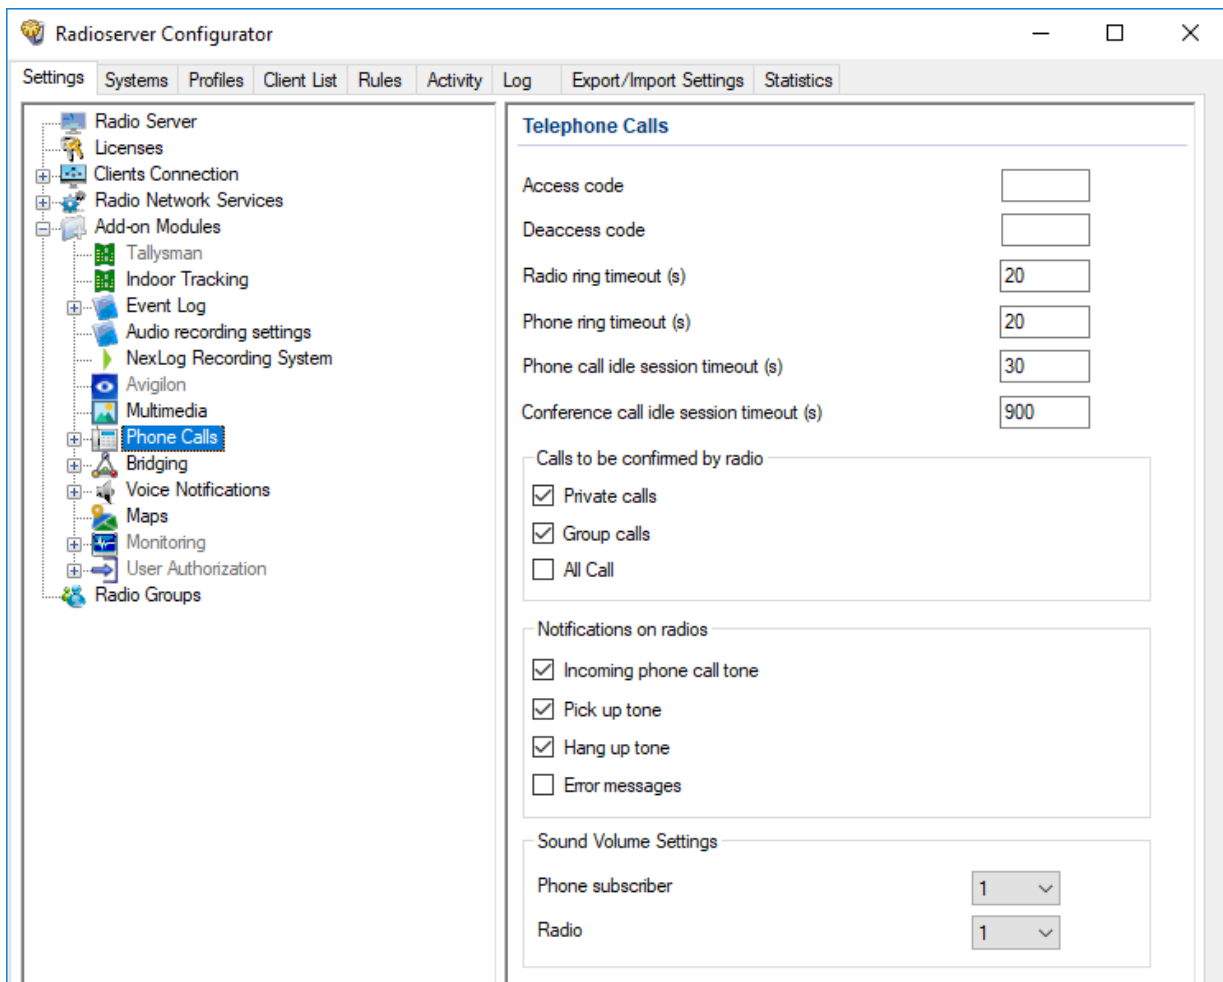 Radioserver Configurator
Settings Systems Profiles Client List Rules Activity Log Export/Import Settings Statistics
Radio Server
Licenses
Clients Connection
Radio Network Services
Add-on Modules
Tallysman
Indoor Tracking
Event Log
Audio recording settings
NexLog Recording System
Avigilon
Multimedia
Phone Calls
Bridging
Voice Notifications
Maps
Monitoring
User Authorization
Radio Groups
Telephone Calls
Access code
Deaccess code
Radio ring timeout (s) 20
Phone ring timeout (s) 20
Phone call idle session timeout (s) 30
Conference call idle session timeout (s) 900
Calls to be confirmed by radio
Private calls
Group calls
All Call
Notifications on radios
Incoming phone call tone
Pick up tone
Hang up tone
Error messages
Sound Volume Settings
Phone subscriber 1
Radio 1